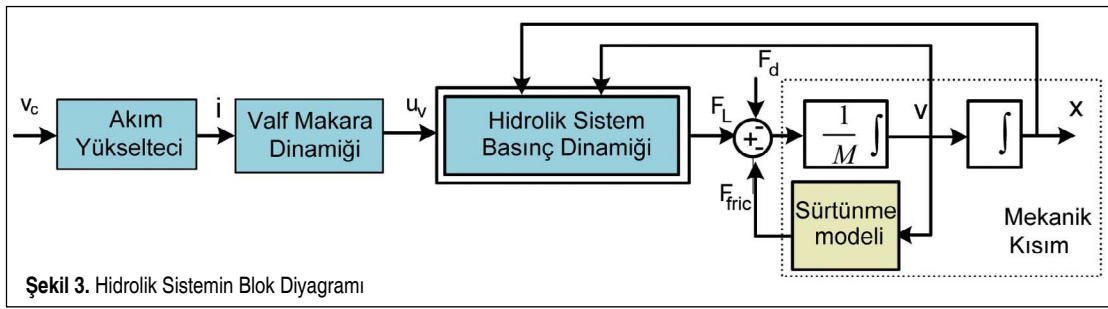 v_c
Akım
Yükselteci
i
Valf Makara
Dinamiği
u_v
Hidrolik Sistem
Basınç Dinamiği
F_L
F_d
+
-
-
F_fric
1
M
∫
v
∫
x
Sürtünme
modeli
Mekanik
Kısım
Şekil 3. Hidrolik Sistemin Blok Diyagramı